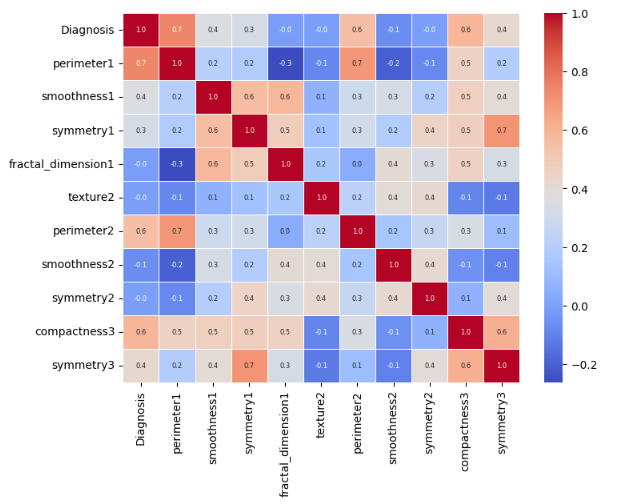 Diagnosis 1.0 0.7 0.4 0.3 -0.0 -0.0 0.6 -0.1 -0.0 0.6 0.4
perimeter1 0.7 1.0 0.2 0.2 -0.3 -0.1 0.7 -0.2 -0.1 0.5 0.2
smoothness1 0.4 0.2 1.0 0.6 0.6 0.1 0.3 0.3 0.2 0.5 0.4
symmetry1 0.3 0.2 0.6 1.0 0.5 0.1 0.3 0.2 0.4 0.5 0.7
fractal_dimension1 -0.0 -0.3 0.6 0.5 1.0 0.2 0.0 0.4 0.3 0.5 0.3
texture2 -0.0 -0.1 0.1 0.1 0.2 1.0 0.2 0.4 0.4 -0.1 -0.1
perimeter2 0.6 0.7 0.3 0.3 0.0 0.2 1.0 0.2 0.3 0.3 0.1
smoothness2 -0.1 -0.2 0.3 0.2 0.4 0.4 0.2 1.0 0.4 -0.1 -0.1
symmetry2 -0.0 -0.1 0.2 0.4 0.3 0.4 0.3 0.4 1.0 0.1 0.4
compactness3 0.6 0.5 0.5 0.5 0.5 -0.1 0.3 -0.1 0.1 1.0 0.6
symmetry3 0.4 0.2 0.4 0.7 0.3 -0.1 0.1 -0.1 0.4 0.6 1.0
Diagnosis
perimeter1
smoothness1
symmetry1
fractal_dimension1
texture2
perimeter2
smoothness2
symmetry2
compactness3
symmetry3
1.0
0.8
0.6
0.4
0.2
0.0
−0.2